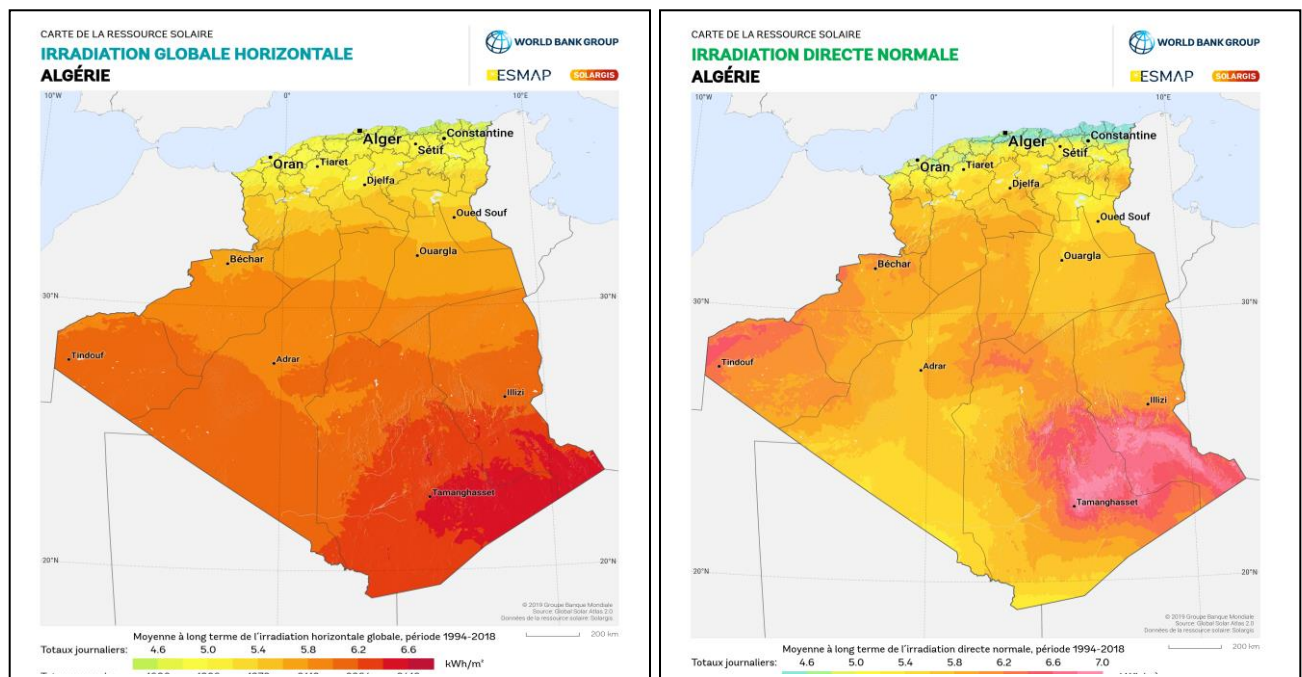 CARTE DE LA RESSOURCE SOLAIRE
IRRADIATION GLOBALE HORIZONTALE
ALGÉRIE
WORLD BANK GROUP
ESMAP
SOLARGIS
10°W
0°
10°E
Alger
Constantine
Sétif
Oran
Tiaret
Djelfa
Oued Souf
Ouargla
Béchar
30°N
30°N
Tindouf
Adrar
Illizi
Tamanghasset
20°N
20°N
© 2019 Groupe Banque Mondiale
Source: Global Solar Atlas 2.0
Données de la ressource solaire: Solargis
200 km
Moyenne à long terme de l'irradiation horizontale globale, période 1994-2018
Totaux journaliers: 4.6 5.0 5.4 5.8 6.2 6.6
kWh/m²
CARTE DE LA RESSOURCE SOLAIRE
IRRADIATION DIRECTE NORMALE
ALGÉRIE
WORLD BANK GROUP
ESMAP
SOLARGIS
10°W
0°
10°E
Alger
Constantine
Sétif
Oran
Tiaret
Djelfa
Oued Souf
Ouargla
Béchar
30°N
30°N
Tindouf
Adrar
Illizi
Tamanghasset
20°N
20°N
© 2019 Groupe Banque Mondiale
Source: Global Solar Atlas 2.0
Données de la ressource solaire: Solargis
200 km
Moyenne à long terme de l'irradiation directe normale, période 1994-2018
Totaux journaliers: 4.6 5.0 5.4 5.8 6.2 6.6 7.0